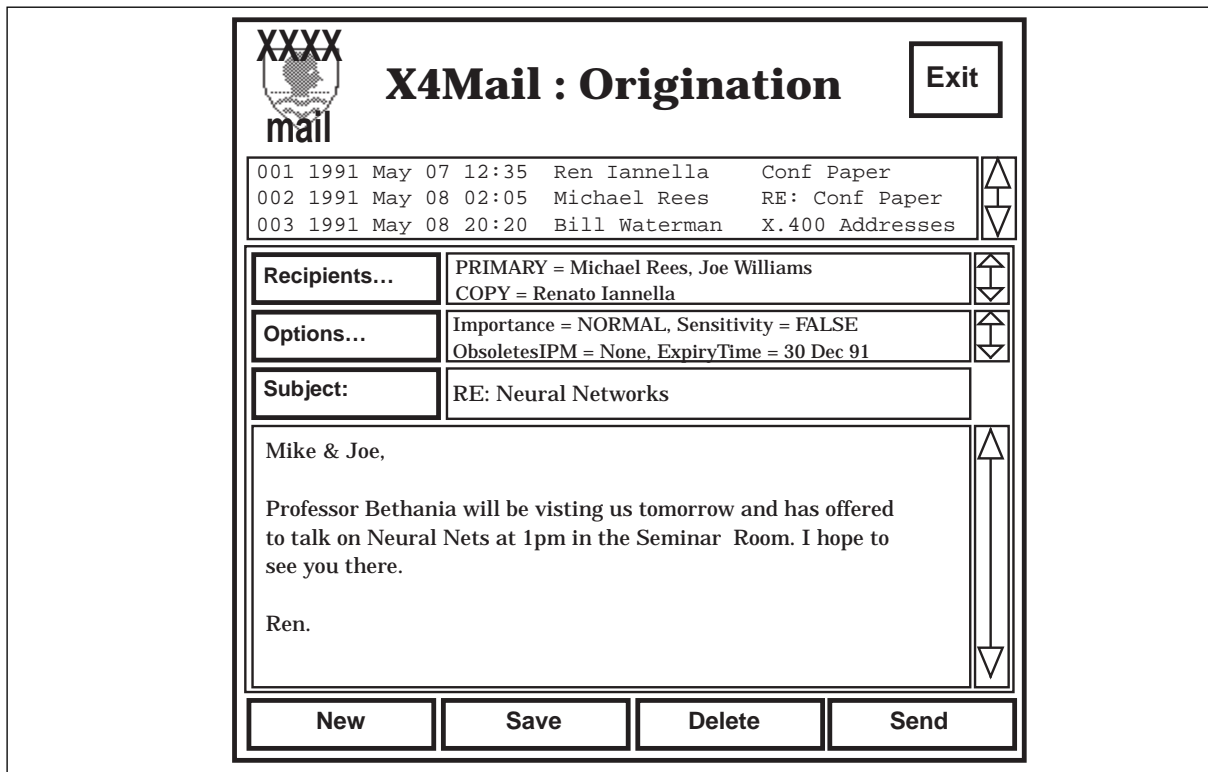 XXXX
mail
X4Mail : Origination
Exit
001 1991 May 07 12:35 Ren Iannella Conf Paper
002 1991 May 08 02:05 Michael Rees RE: Conf Paper
003 1991 May 08 20:20 Bill Waterman X.400 Addresses
Recipients…
PRIMARY = Michael Rees, Joe Williams
COPY = Renato Iannella
Options…
Importance = NORMAL, Sensitivity = FALSE
ObsoletesIPM = None, ExpiryTime = 30 Dec 91
Subject:
RE: Neural Networks
Mike & Joe,
Professor Bethania will be visting us tomorrow and has offered
to talk on Neural Nets at 1pm in the Seminar Room. I hope to
see you there.
Ren.
New
Save
Delete
Send